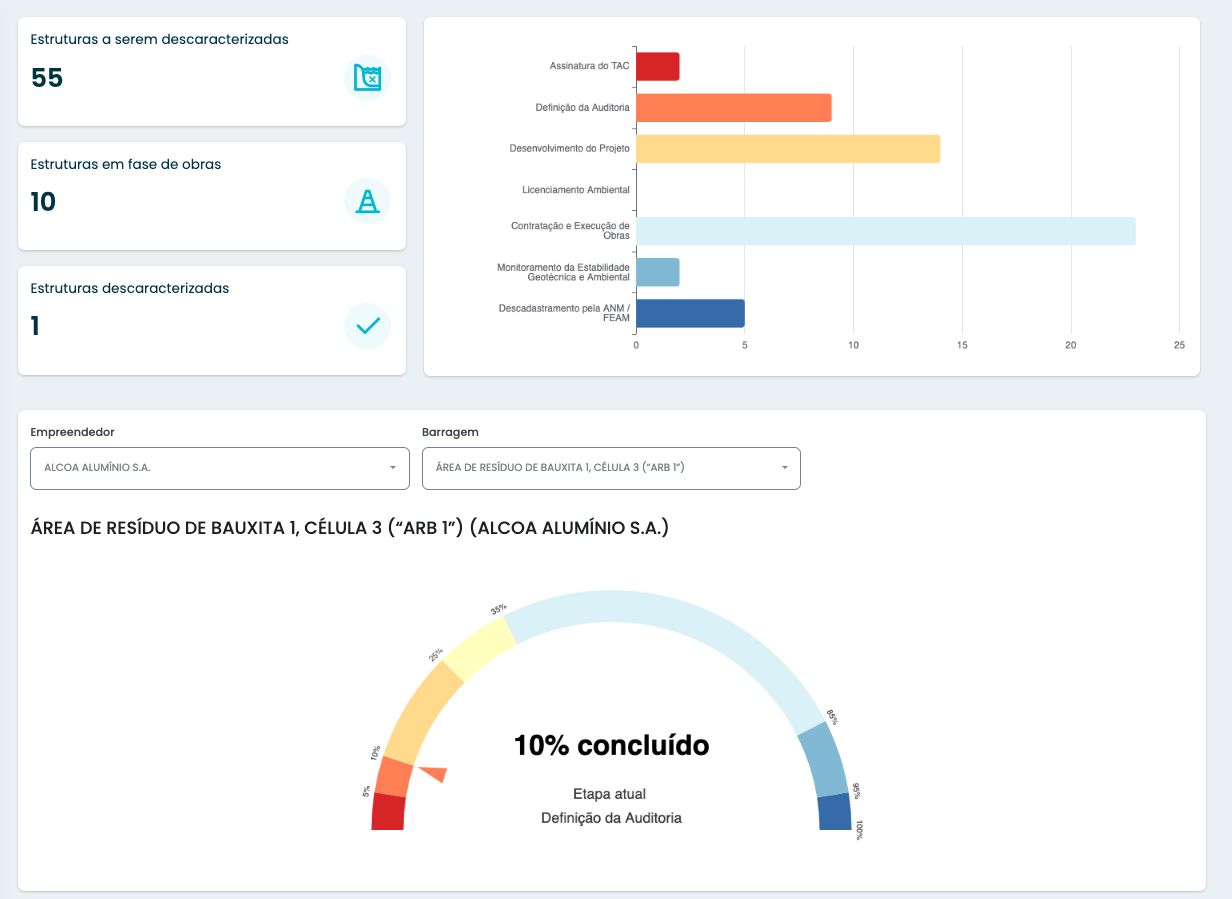 Estruturas a serem descaracterizadas
55
Estruturas em fase de obras
10
Estruturas descaracterizadas
1
Assinatura do TAC
Definição da Auditoria
Desenvolvimento do Projeto
Licenciamento Ambiental
Contratação e Execução de
Obras
Monitoramento da Estabilidade
Geotécnica e Ambiental
Descadastramento pela ANM /
FEAM
0 5 10 15 20 25
Empreendedor
ALCOA ALUMÍNIO S.A.
Barragem
ÁREA DE RESÍDUO DE BAUXITA 1, CÉLULA 3 (“ARB 1”)
ÁREA DE RESÍDUO DE BAUXITA 1, CÉLULA 3 (“ARB 1”) (ALCOA ALUMÍNIO S.A.)
5%
10%
25%
35%
85%
95%
100%
10% concluído
Etapa atual
Definição da Auditoria